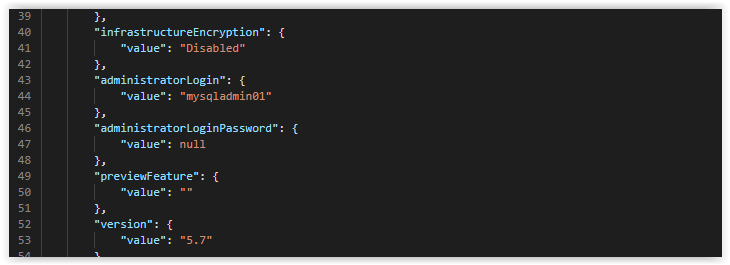 39 },
40 "infrastructureEncryption": {
41 "value": "Disabled"
42 },
43 "administratorLogin": {
44 "value": "mysqladmin01"
45 },
46 "administratorLoginPassword": {
47 "value": null
48 },
49 "previewFeature": {
50 "value": ""
51 },
52 "version": {
53 "value": "5.7"
54 }